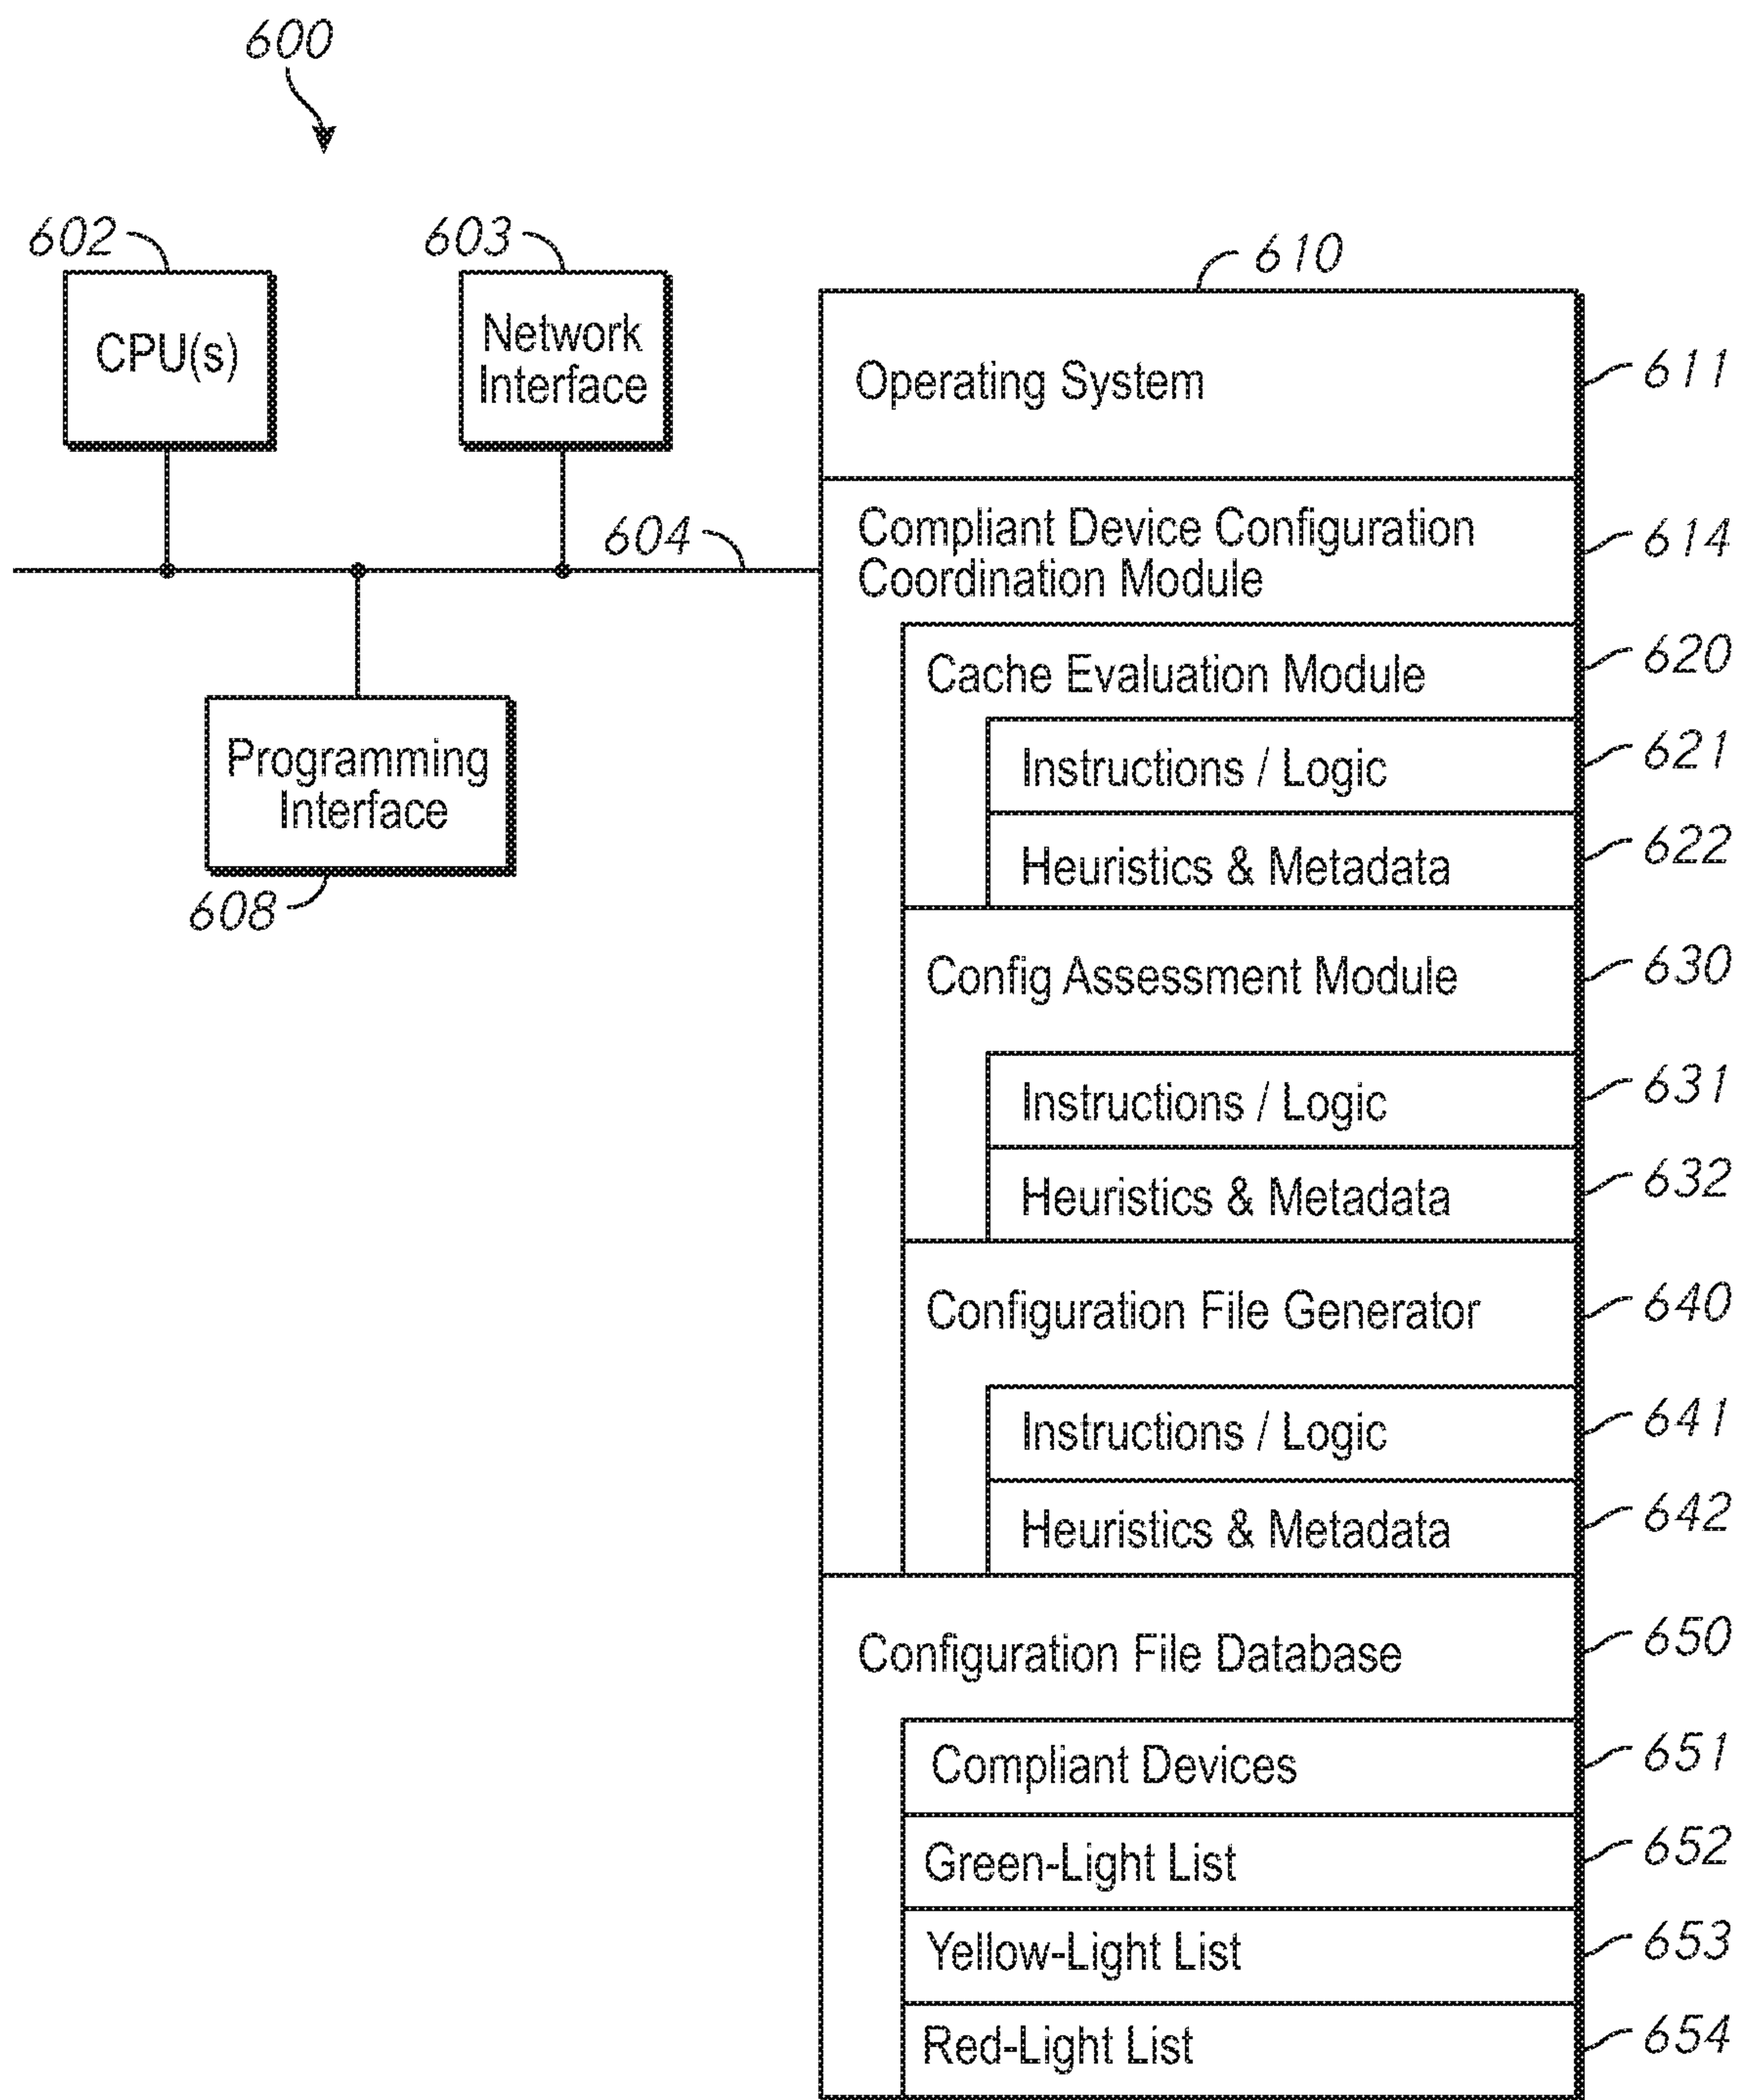 600
602
603
610
CPU(s)
Network
Interface
Operating System
611
604
Compliant Device Configuration
Coordination Module
614
Cache Evaluation Module
620
Programming
Interface
Instructions / Logic
621
608
Heuristics & Metadata
622
Config Assessment Module
630
Instructions / Logic
631
Heuristics & Metadata
632
Configuration File Generator
640
Instructions / Logic
641
Heuristics & Metadata
642
Configuration File Database
650
Compliant Devices
651
Green-Light List
652
Yellow-Light List
653
Red-Light List
654